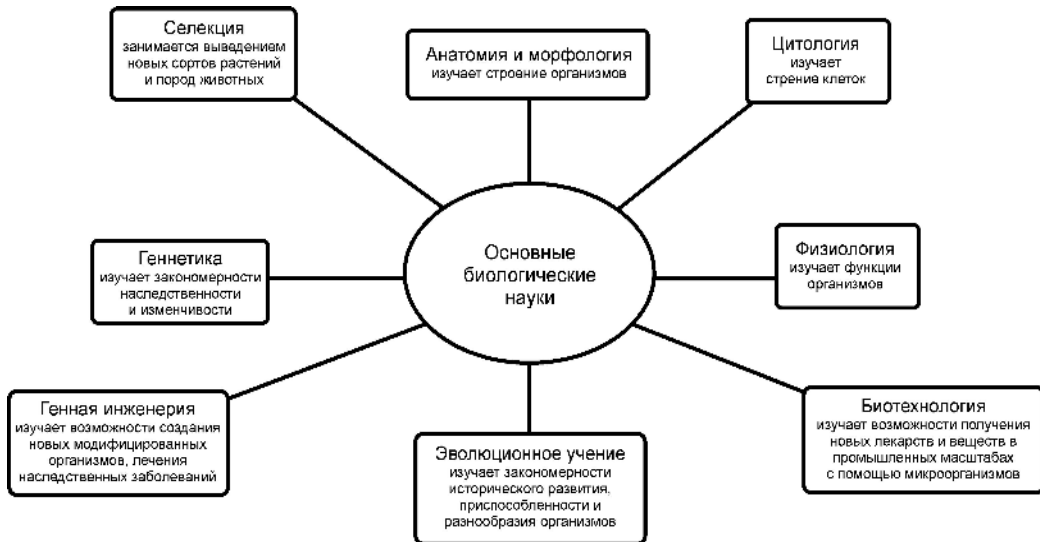 Селекция
занимается выведением
новых сортов растений
и пород животных
Анатомия и морфология
изучает строение организмов
Цитология
изучает
стрение клеток
Геннетика
изучает закономерности
наследственности
и изменчивости
Основные
биологические
науки
Физиология
изучает функции
организмов
Генная инженерия
изучает возможности создания
новых модифицированных
организмов, лечения
наследственных заболеваний
Эволюционное учение
изучает закономерности
исторического развития,
приспособленности и
разнообразия организмов
Биотехнология
изучает возможности получения
новых лекарств и веществ в
промышленных масштабах
с помощью микроорганизмов